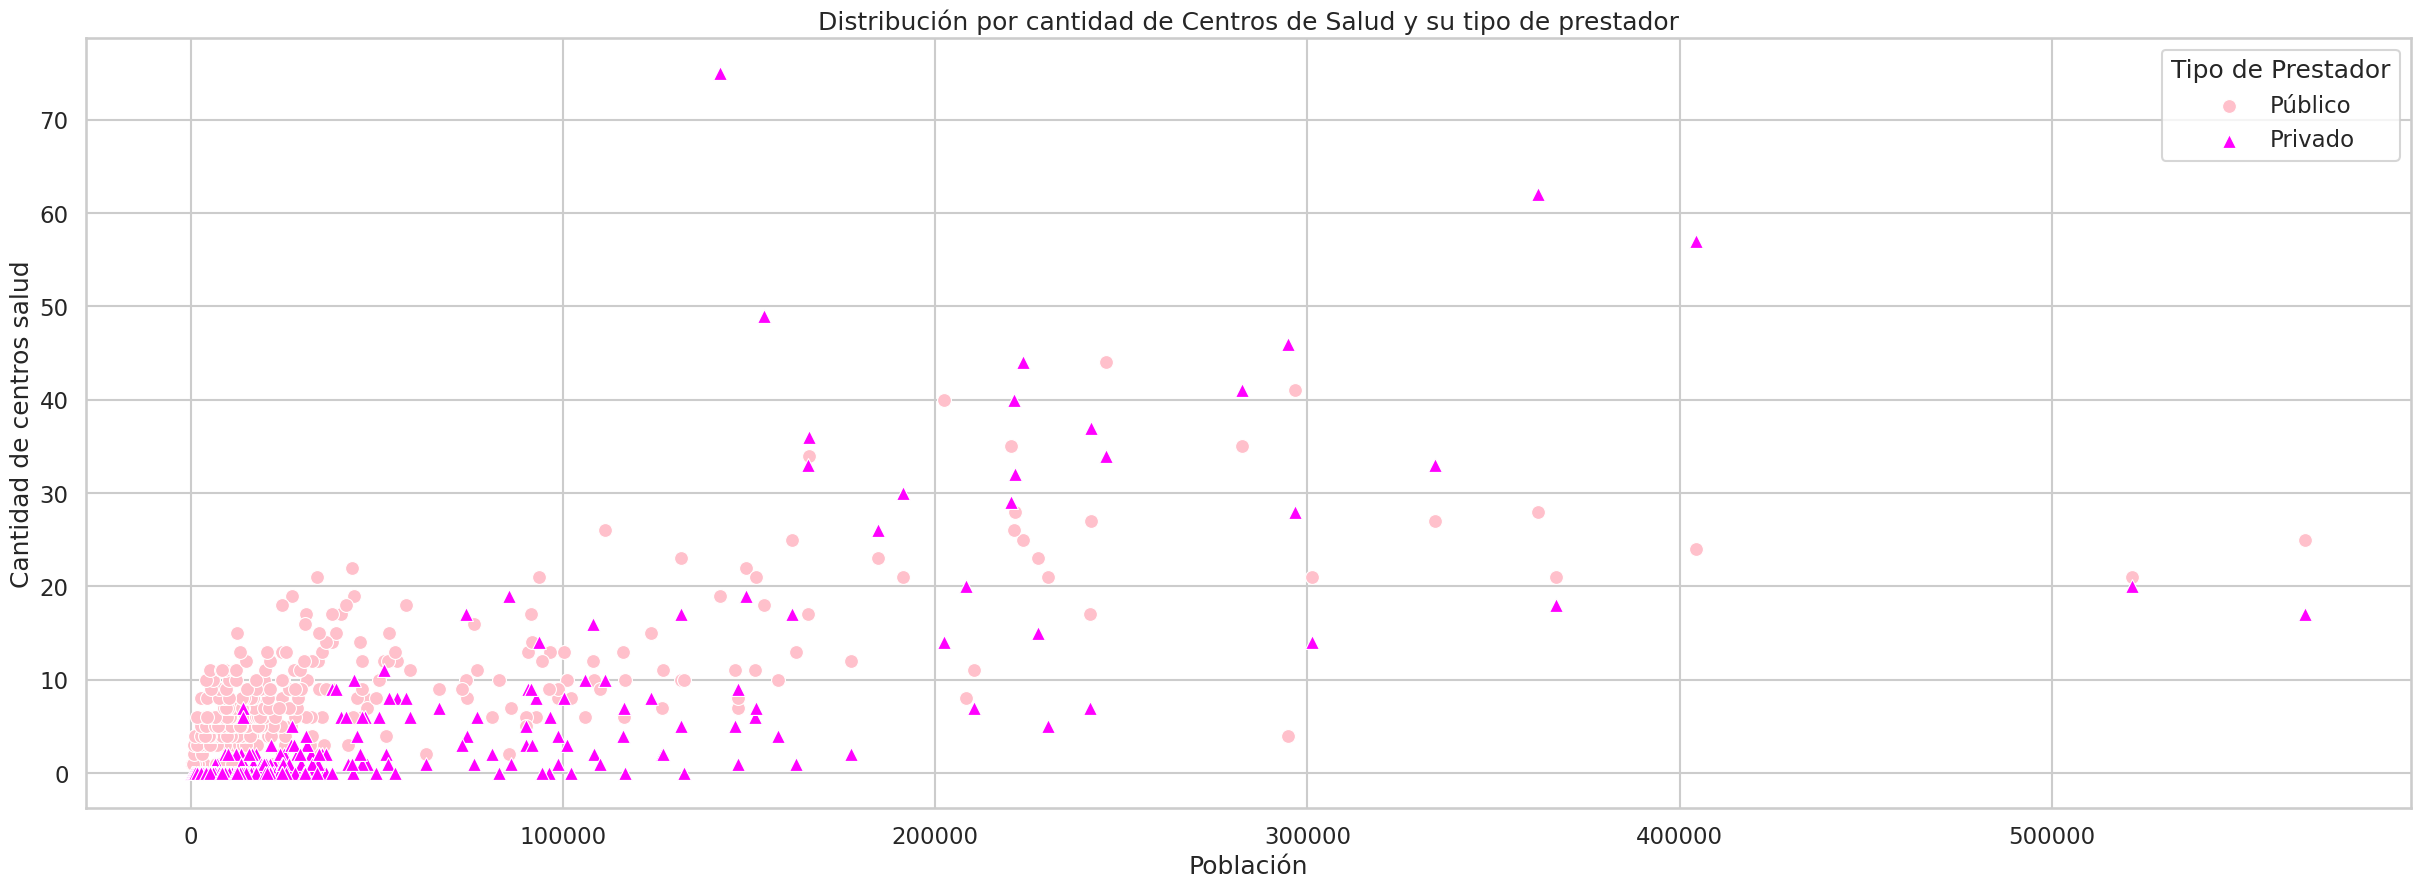 Distribución por cantidad de Centros de Salud y su tipo de prestador
Tipo de Prestador
Público
Privado
Cantidad de centros salud
70
60
50
40
30
20
10
0
0 100000 200000 300000 400000 500000
Población